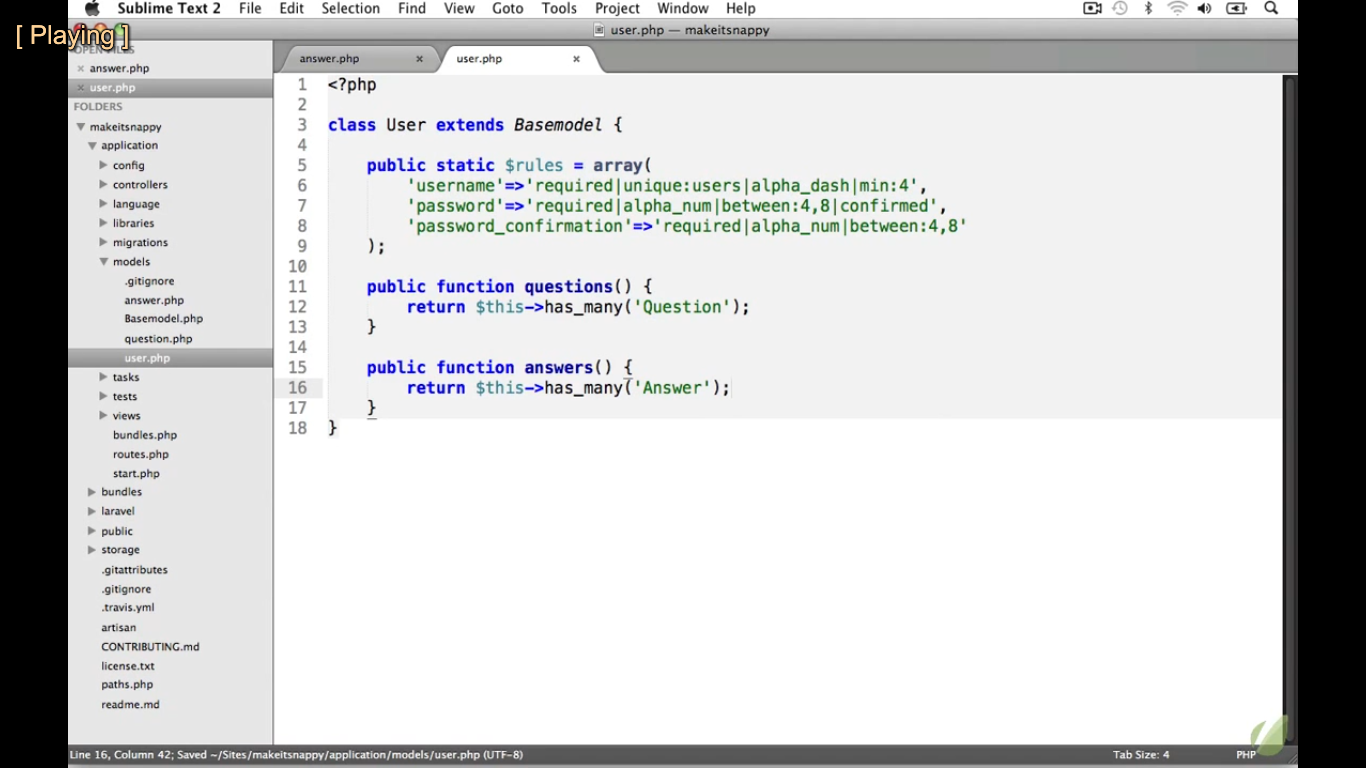 Sublime Text 2 File Edit Selection Find View Goto Tools Project Window Help
[ Playing ]
user.php — makeitsnappy
OPEN FILES
answer.php
user.php
FOLDERS
makeitsnappy
application
config
controllers
language
libraries
migrations
models
.gitignore
answer.php
Basemodel.php
question.php
user.php
tasks
tests
views
bundles.php
routes.php
start.php
bundles
laravel
public
storage
.gitattributes
.gitignore
.travis.yml
artisan
CONTRIBUTING.md
license.txt
paths.php
readme.md
answer.php × user.php ×
1 <?php
2
3 class User extends Basemodel {
4
5     public static $rules = array(
6         'username'=>'required|unique:users|alpha_dash|min:4',
7         'password'=>'required|alpha_num|between:4,8|confirmed',
8         'password_confirmation'=>'required|alpha_num|between:4,8'
9     );
10
11     public function questions() {
12         return $this->has_many('Question');
13     }
14
15     public function answers() {
16         return $this->has_many('Answer');
17     }
18 }
Line 16, Column 42; Saved ~/Sites/makeitsnappy/application/models/user.php (UTF-8) Tab Size: 4 PHP